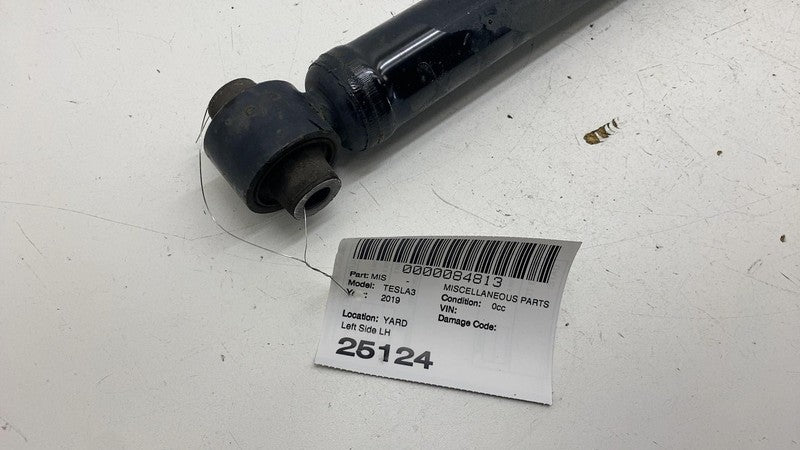 0000084813
Part: MIS -
MISCELLANEOUS PARTS
Model: TESLA3
Condition: 0cc
2019
VIN:
Damage Code:
Location: YARD
Left Side LH
25124